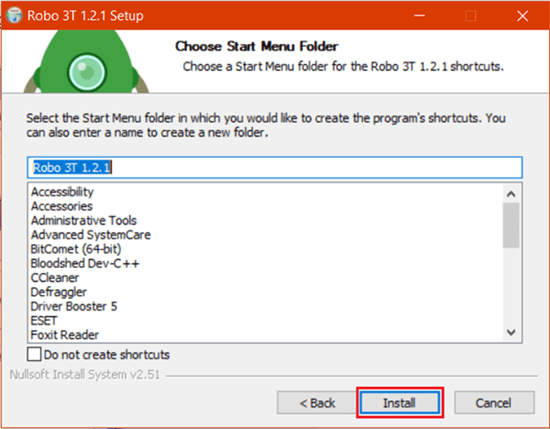 Robo 3T 1.2.1 Setup
Choose Start Menu Folder
Choose a Start Menu folder for the Robo 3T 1.2.1 shortcuts.
Select the Start Menu folder in which you would like to create the program's shortcuts. You
can also enter a name to create a new folder.
Robo 3T 1.2.1
Accessibility
Accessories
Administrative Tools
Advanced SystemCare
BitComet (64-bit)
Bloodshed Dev-C++
CCleaner
Defraggler
Driver Booster 5
ESET
Foxit Reader
Do not create shortcuts
Nullsoft Install System v2.51
< Back
Install
Cancel